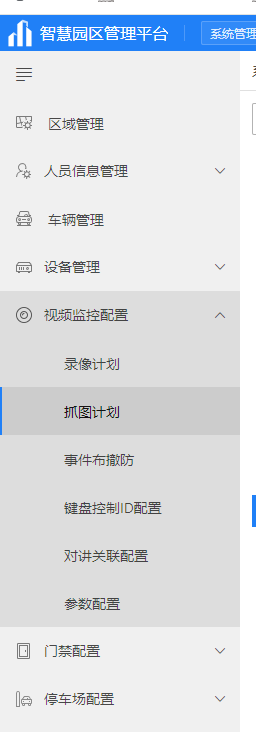 智慧园区管理平台 系统管理
区域管理
人员信息管理
车辆管理
设备管理
视频监控配置
录像计划
抓图计划
事件布撤防
键盘控制ID配置
对讲关联配置
参数配置
门禁配置
停车场配置